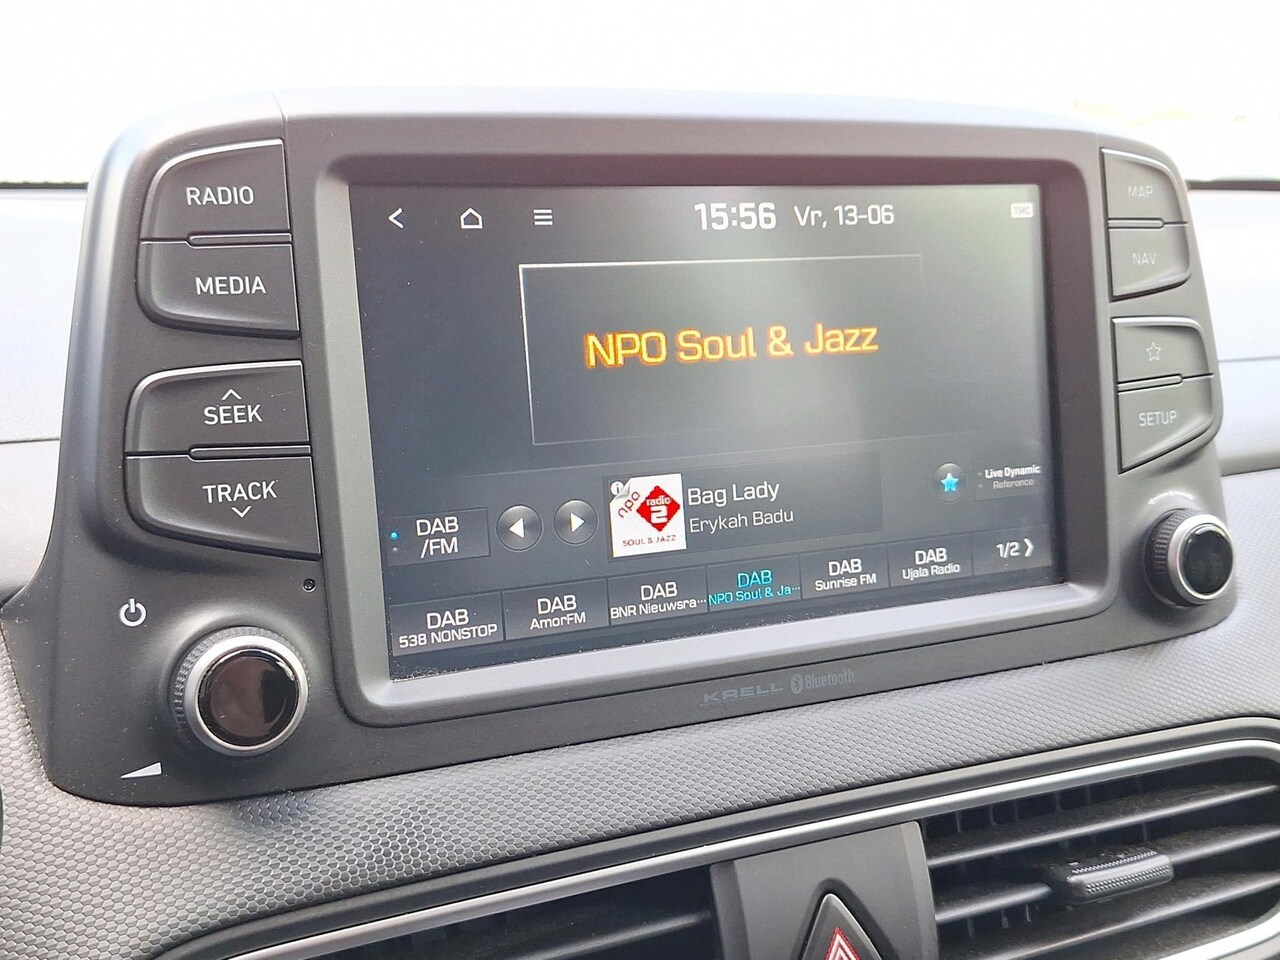 RADIO
MEDIA
SEEK
TRACK
15:56 Vr, 13-06
TMC
NPO Soul & Jazz
DAB
/FM
npo
radio
2
SOUL & JAZZ
Bag Lady
Erykah Badu
Live Dynamic
Reference
DAB
538 NONSTOP
DAB
AmorFM
DAB
BNR Nieuwsra...
DAB
NPO Soul & Ja...
DAB
Sunrise FM
DAB
Ujala Radio
1/2
MAP
NAV
SETUP
KRELL Bluetooth